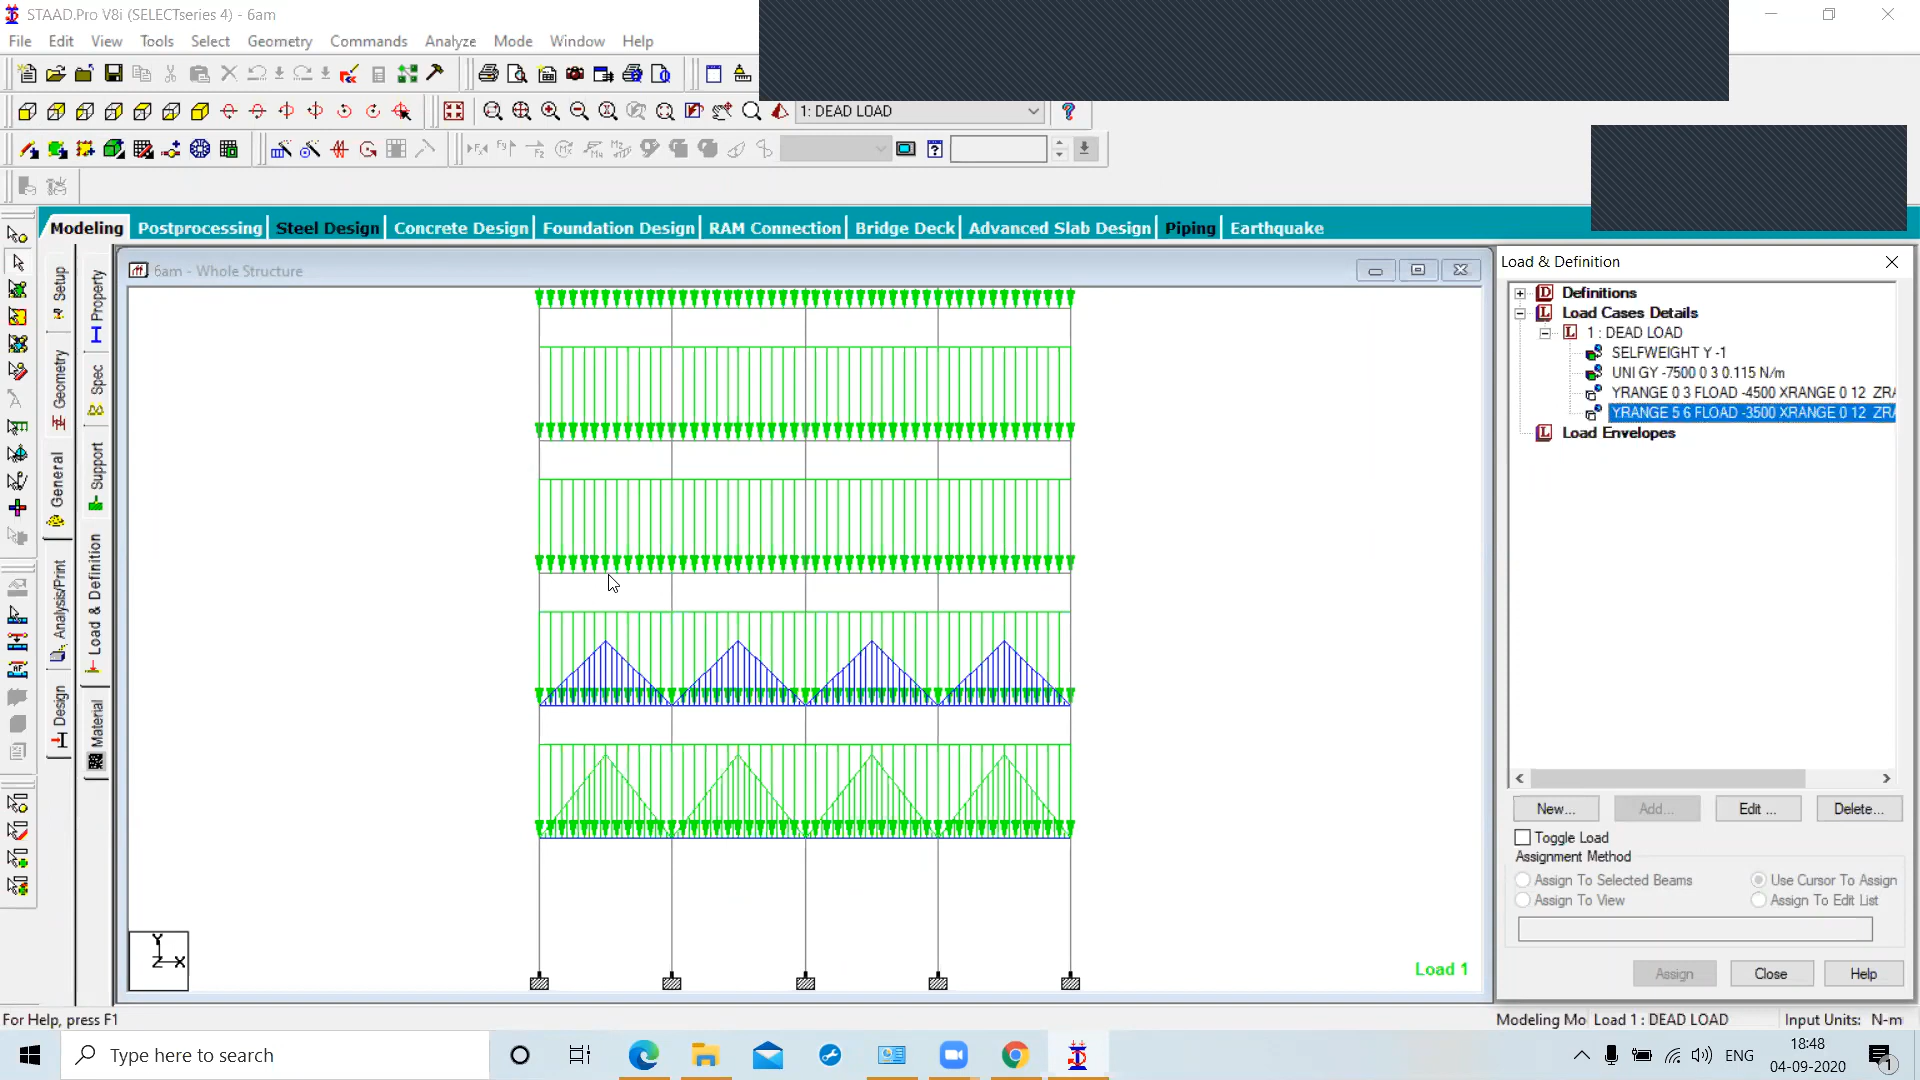 STAAD.Pro V8i (SELECTseries 4) - 6am
File Edit View Tools Select Geometry Commands Analyze Mode Window Help
1: DEAD LOAD
Modeling Postprocessing Steel Design Concrete Design Foundation Design RAM Connection Bridge Deck Advanced Slab Design Piping Earthquake
Setup
Geometry
General
Analysis/Print
Design
Property
Spec
Support
Load & Definition
Material
6am - Whole Structure
Y
Z X
Load 1
Load & Definition
Definitions
Load Cases Details
1 : DEAD LOAD
SELFWEIGHT Y -1
UNI GY -7500 0 3 0.115 N/m
YRANGE 0 3 FLOAD -4500 XRANGE 0 12 ZRA
YRANGE 5 6 FLOAD -3500 XRANGE 0 12 ZRA
Load Envelopes
New... Add... Edit ... Delete...
Toggle Load
Assignment Method
Assign To Selected Beams Use Cursor To Assign
Assign To View Assign To Edit List
Assign Close Help
For Help, press F1
Modeling Mo Load 1 : DEAD LOAD Input Units: N-m
Type here to search
ENG
18:48
04-09-2020
1